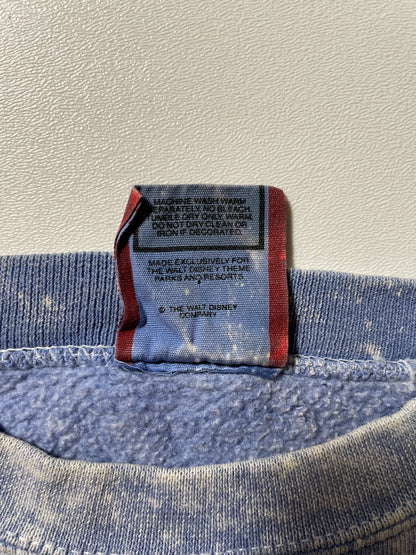 MACHINE WASH WARM
SEPARATELY. NO BLEACH.
TUMBLE DRY ONLY, WARM.
DO NOT DRY CLEAN OR
IRON IF DECORATED.
MADE EXCLUSIVELY FOR
THE WALT DISNEY THEME
PARKS AND RESORTS
© THE WALT DISNEY
COMPANY